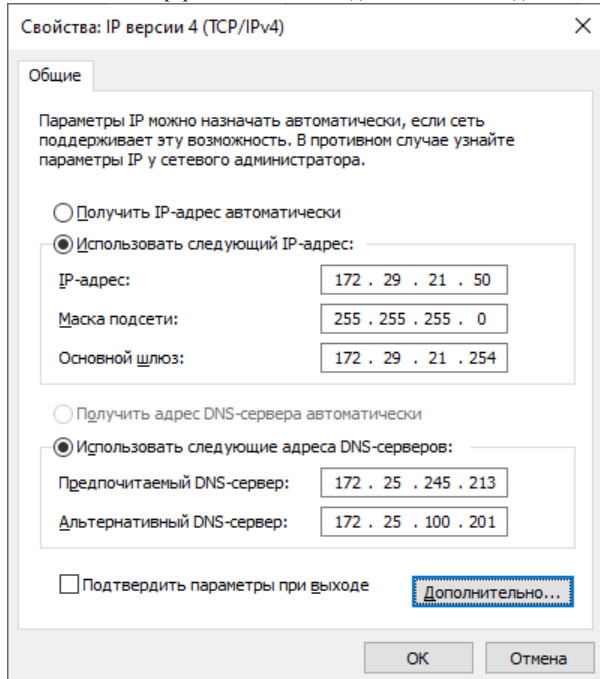 Свойства: IP версии 4 (TCP/IPv4)
Общие
Параметры IP можно назначать автоматически, если сеть
поддерживает эту возможность. В противном случае узнайте
параметры IP у сетевого администратора.
Получить IP-адрес автоматически
Использовать следующий IP-адрес:
IP-адрес: 172 . 29 . 21 . 50
Маска подсети: 255 . 255 . 255 . 0
Основной шлюз: 172 . 29 . 21 . 254
Получить адрес DNS-сервера автоматически
Использовать следующие адреса DNS-серверов:
Предпочитаемый DNS-сервер: 172 . 25 . 245 . 213
Альтернативный DNS-сервер: 172 . 25 . 100 . 201
Подтвердить параметры при выходе
Дополнительно...
ОК Отмена